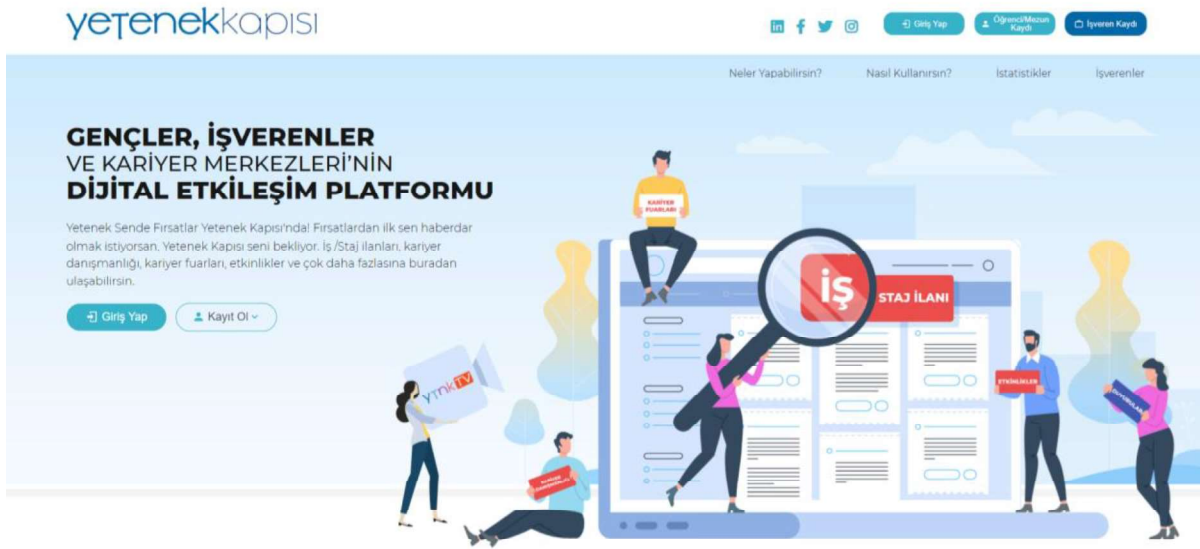 yetenekkapısı
Giriş Yap
Öğrenci/Mezun
Kaydı
İşveren Kaydı
Neler Yapabilirsin?
Nasıl Kullanırsın?
İstatistikler
İşverenler
GENÇLER, İŞVERENLER
VE KARİYER MERKEZLERİ'NİN
DİJİTAL ETKİLEŞİM PLATFORMU
Yetenek Sende Fırsatlar Yetenek Kapısı'nda! Fırsatlardan ilk sen haberdar
olmak istiyorsan, Yetenek Kapısı seni bekliyor. İş /Staj ilanları, kariyer
danışmanlığı, kariyer fuarları, etkinlikler ve çok daha fazlasına buradan
ulaşabilirsin.
Giriş Yap
Kayıt Ol
KARİYER
FUARLARI
İŞ
STAJ İLANI
YTNK TV
ETKİNLİKLER
DUYURULAR